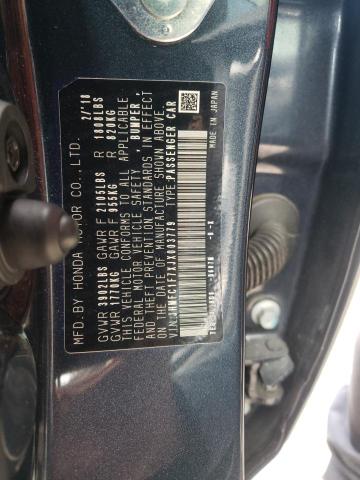 MFD. BY HONDA MOTOR CO., LTD. 2/'18
GVWR 3902LBS GAWR F 2106LBS R 1808LBS
GVWR 1770KG GAWR F 955KG R 820KG
THIS VEHICLE CONFORMS TO ALL APPLICABLE
FEDERAL MOTOR VEHICLE SAFETY, BUMPER,
AND THEFT PREVENTION STANDARDS IN EFFECT
ON THE DATE OF MANUFACTURE SHOWN ABOVE.
TYPE:PASSENGER CAR
MADE IN JAPAN